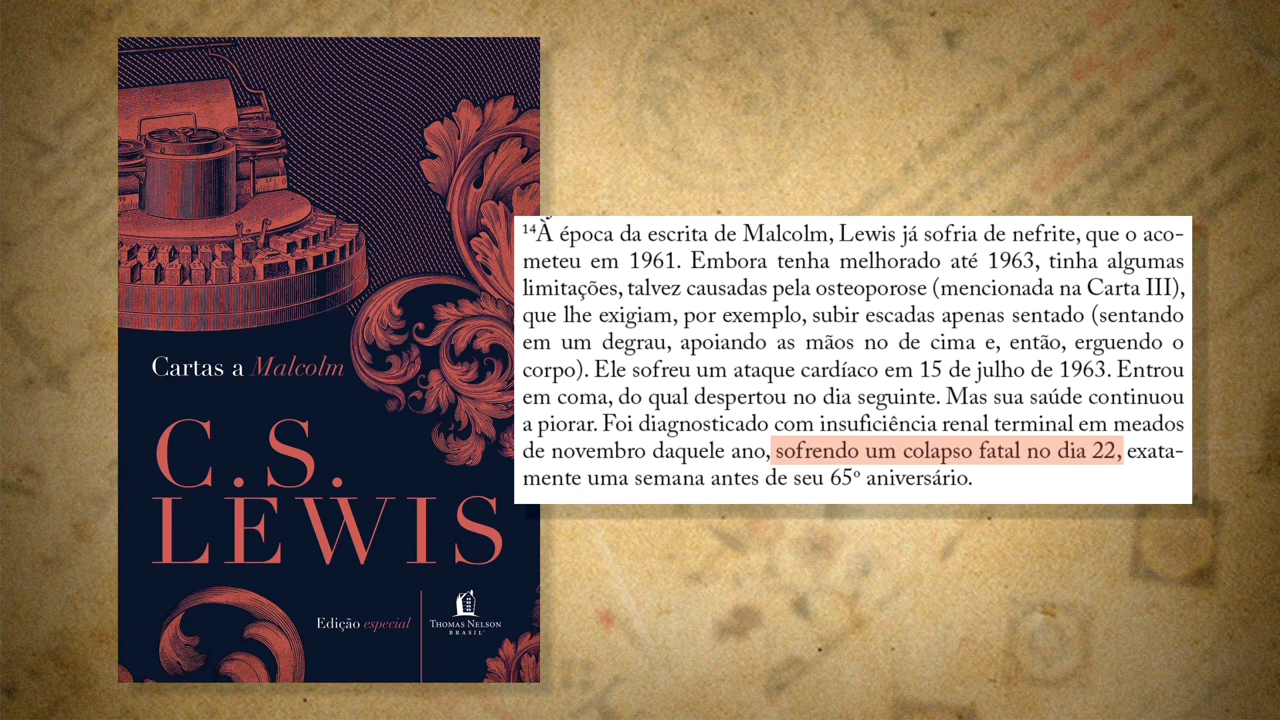 Cartas a Malcolm
C.S.
LEWIS
Edição especial
THOMAS NELSON
BRASIL
¹⁴À época da escrita de Malcolm, Lewis já sofria de nefrite, que o aco-
meteu em 1961. Embora tenha melhorado até 1963, tinha algumas
limitações, talvez causadas pela osteoporose (mencionada na Carta III),
que lhe exigiam, por exemplo, subir escadas apenas sentado (sentando
em um degrau, apoiando as mãos no de cima e, então, erguendo o
corpo). Ele sofreu um ataque cardíaco em 15 de julho de 1963. Entrou
em coma, do qual despertou no dia seguinte. Mas sua saúde continuou
a piorar. Foi diagnosticado com insuficiência renal terminal em meados
de novembro daquele ano, sofrendo um colapso fatal no dia 22, exata-
mente uma semana antes de seu 65º aniversário.